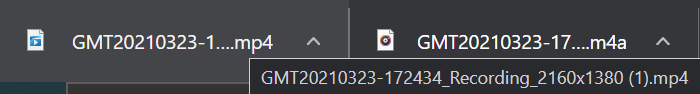 GMT20210323-1....mp4
GMT20210323-17....m4a
GMT20210323-172434_Recording_2160x1380 (1).mp4